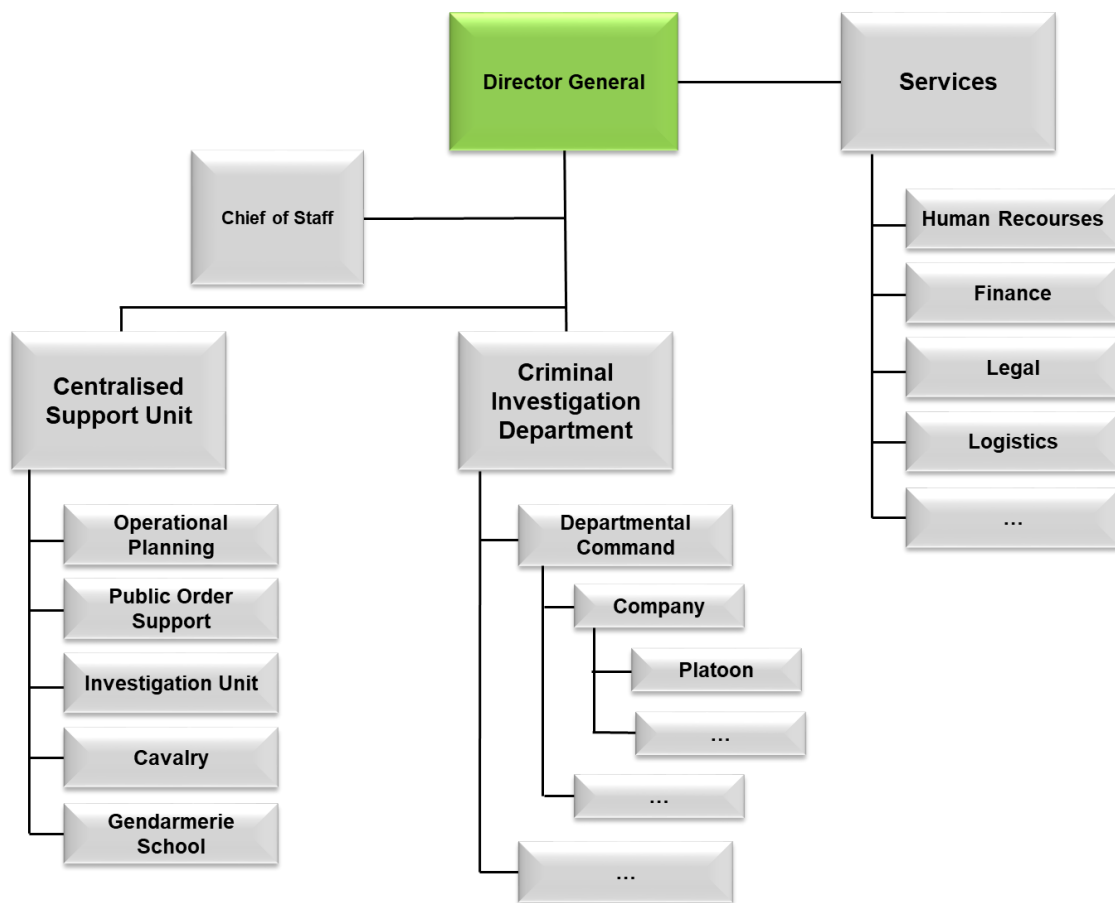 Director General
Services
Chief of Staff
Human Recourses
Finance
Legal
Logistics
...
Centralised
Support Unit
Operational
Planning
Public Order
Support
Investigation Unit
Cavalry
Gendarmerie
School
Criminal
Investigation
Department
Departmental
Command
Company
Platoon
...
...
...